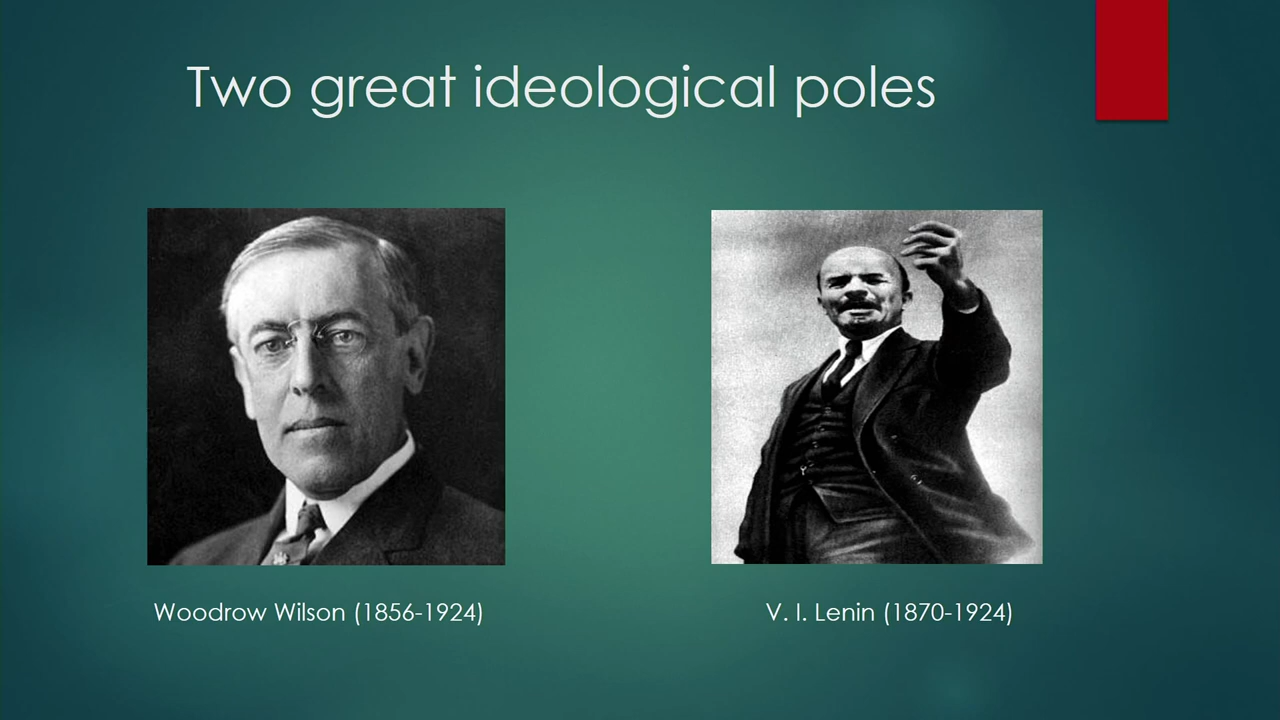 Two great ideological poles
Woodrow Wilson (1856-1924)
V. I. Lenin (1870-1924)